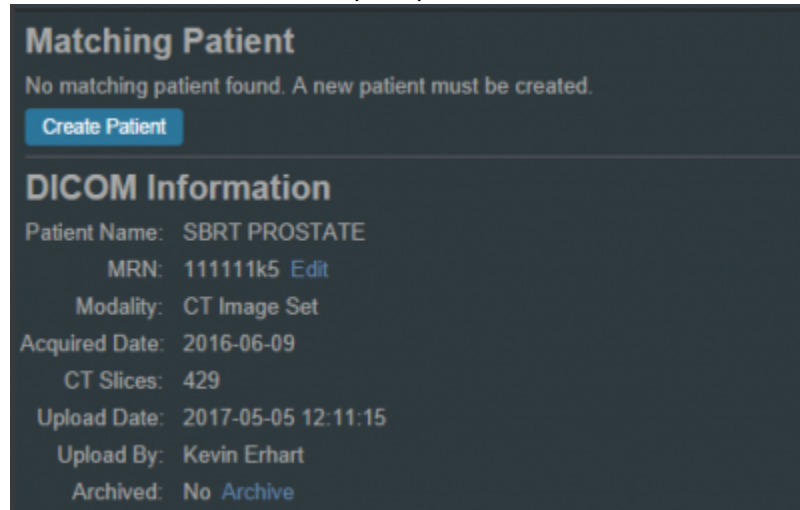 Matching Patient
No matching patient found. A new patient must be created.
Create Patient
DICOM Information
Patient Name: SBRT PROSTATE
MRN: 111111k5 Edit
Modality: CT Image Set
Acquired Date: 2016-06-09
CT Slices: 429
Upload Date: 2017-05-05 12:11:15
Upload By: Kevin Erhart
Archived: No Archive